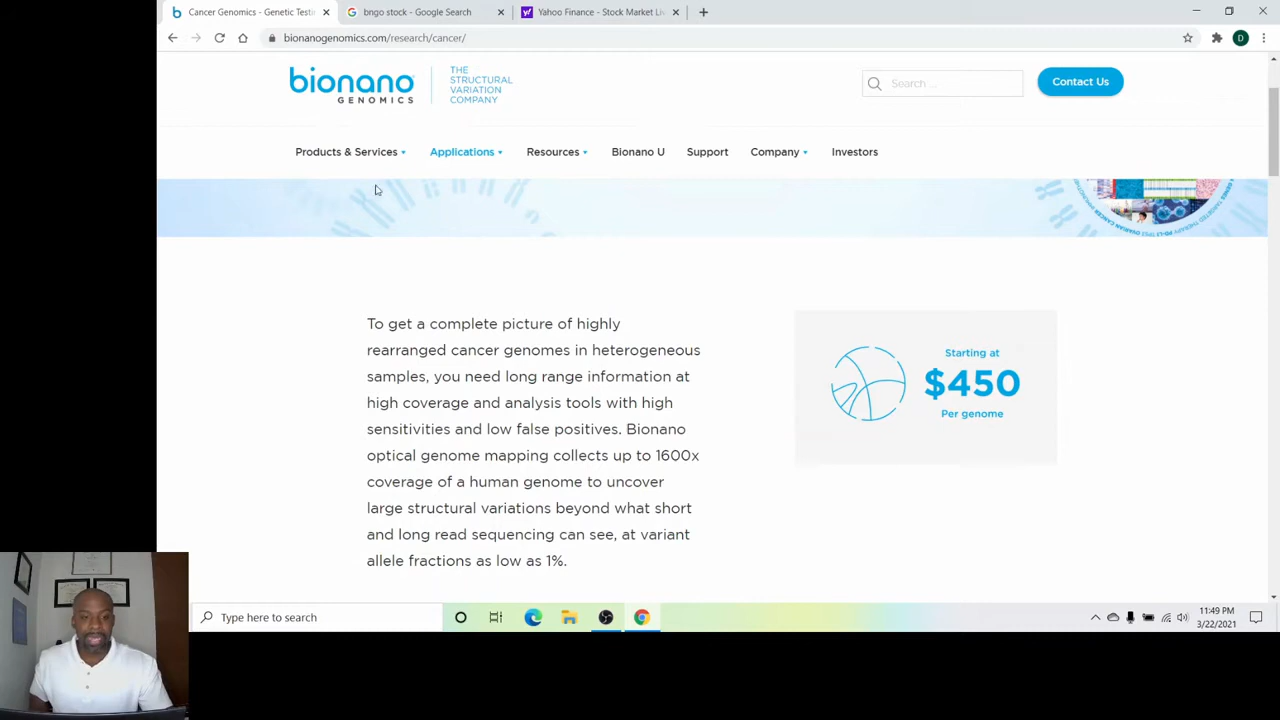 Cancer Genomics - Genetic Testi
bngo stock - Google Search
Yahoo Finance - Stock Market Li
bionanogenomics.com/research/cancer/
D
bionano
GENOMICS
THE
STRUCTURAL
VARIATION
COMPANY
Search ...
Contact Us
Products & Services
Applications
Resources
Bionano U
Support
Company
Investors
To get a complete picture of highly
rearranged cancer genomes in heterogeneous
samples, you need long range information at
high coverage and analysis tools with high
sensitivities and low false positives. Bionano
optical genome mapping collects up to 1600x
coverage of a human genome to uncover
large structural variations beyond what short
and long read sequencing can see, at variant
allele fractions as low as 1%.
Starting at
$450
Per genome
Type here to search
11:49 PM
3/22/2021